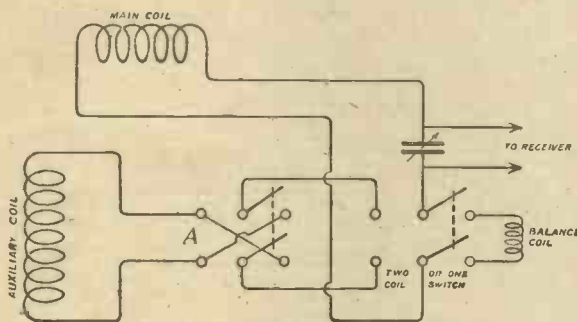 MAIN COIL
TO RECEIVER
AUXILIARY COIL
A
BALANCE
COIL
TWO
COIL
OR ONE
SWITCH